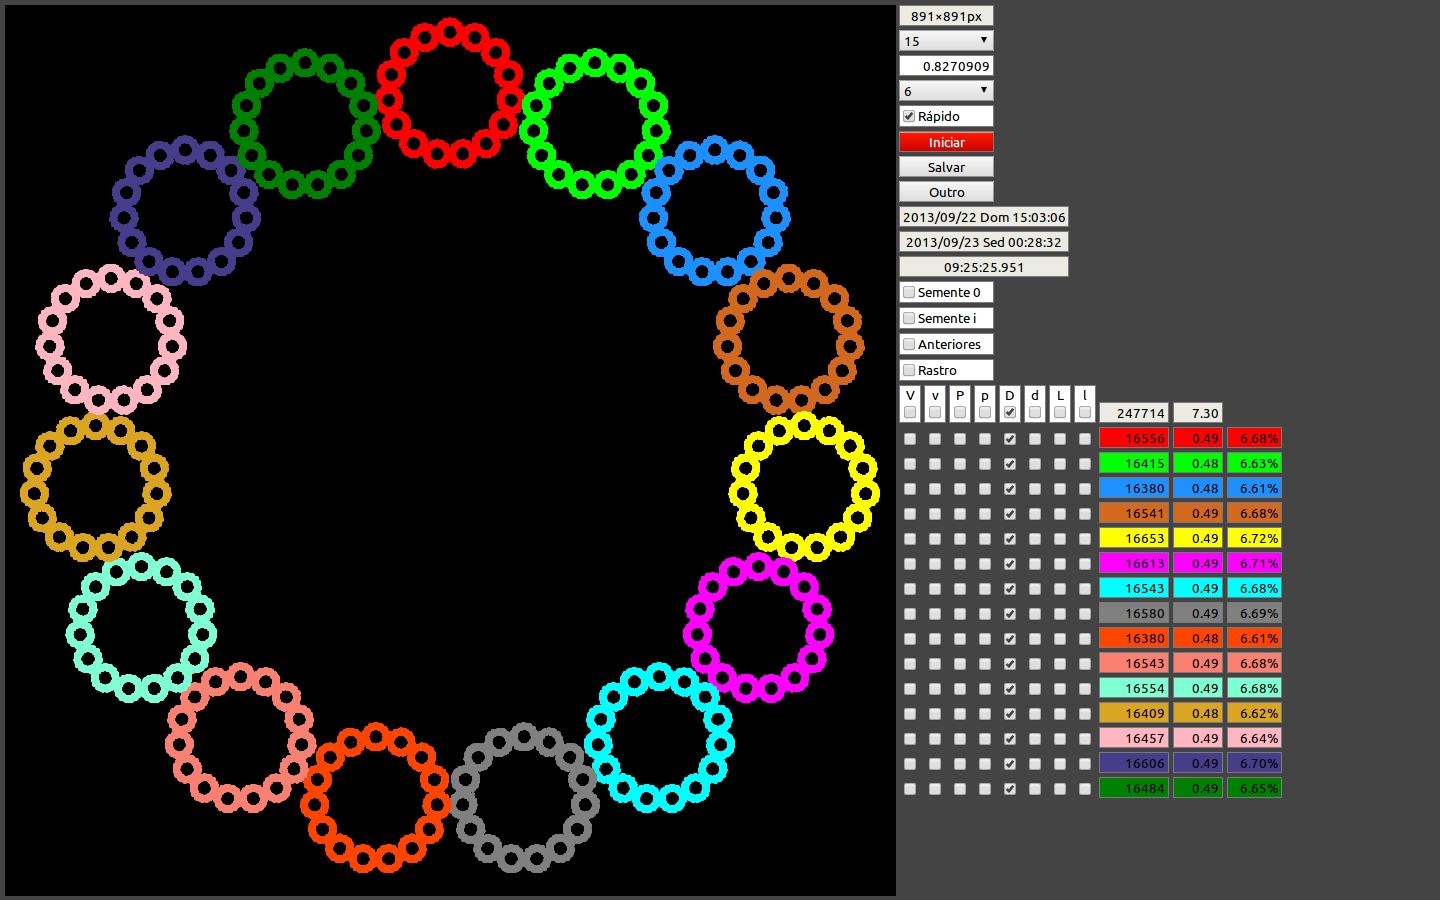 891×891px
15
0.8270909
6
Rápido
Iniciar
Salvar
Outro
2013/09/22 Dom 15:03:06
2013/09/23 Sed 00:28:32
09:25:25.951
Semente 0
Semente i
Anteriores
Rastro
V v P p D d L l
247714 7.30
16556 0.49 6.68%
16415 0.48 6.63%
16380 0.48 6.61%
16541 0.49 6.68%
16653 0.49 6.72%
16613 0.49 6.71%
16543 0.49 6.68%
16580 0.49 6.69%
16380 0.48 6.61%
16543 0.49 6.68%
16554 0.49 6.68%
16409 0.48 6.62%
16457 0.49 6.64%
16606 0.49 6.70%
16484 0.49 6.65%